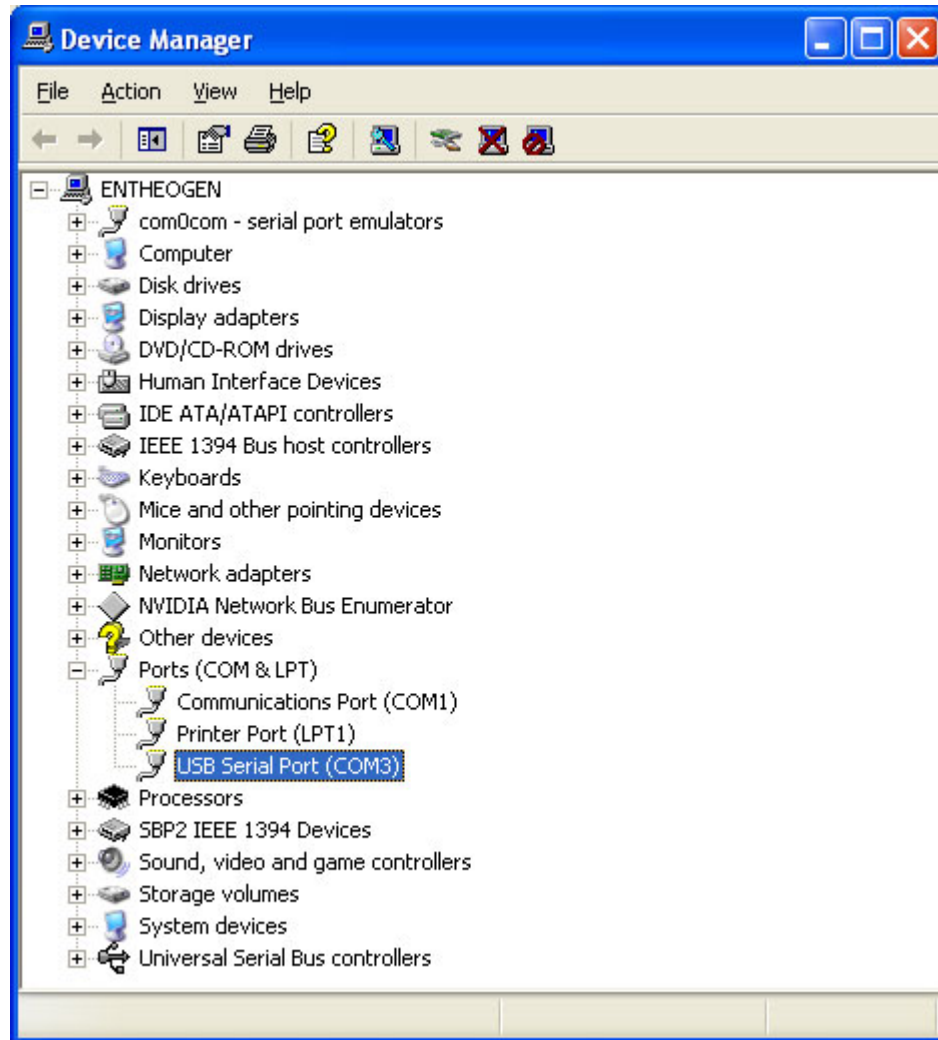 Device Manager
File Action View Help
ENTHEOGEN
com0com - serial port emulators
Computer
Disk drives
Display adapters
DVD/CD-ROM drives
Human Interface Devices
IDE ATA/ATAPI controllers
IEEE 1394 Bus host controllers
Keyboards
Mice and other pointing devices
Monitors
Network adapters
NVIDIA Network Bus Enumerator
Other devices
Ports (COM & LPT)
Communications Port (COM1)
Printer Port (LPT1)
USB Serial Port (COM3)
Processors
SBP2 IEEE 1394 Devices
Sound, video and game controllers
Storage volumes
System devices
Universal Serial Bus controllers